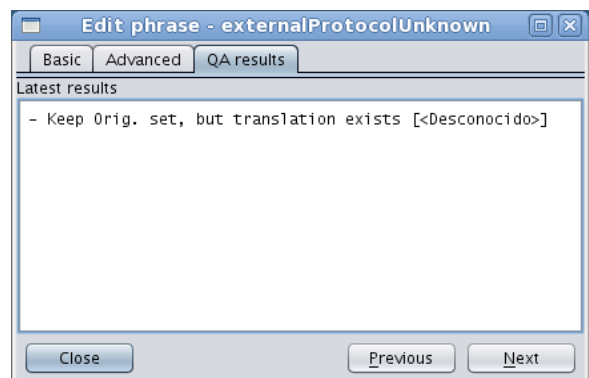 Edit phrase - externalProtocolUnknown
Basic Advanced QA results
Latest results
- Keep Orig. set, but translation exists [<Desconocido>]
Close Previous Next